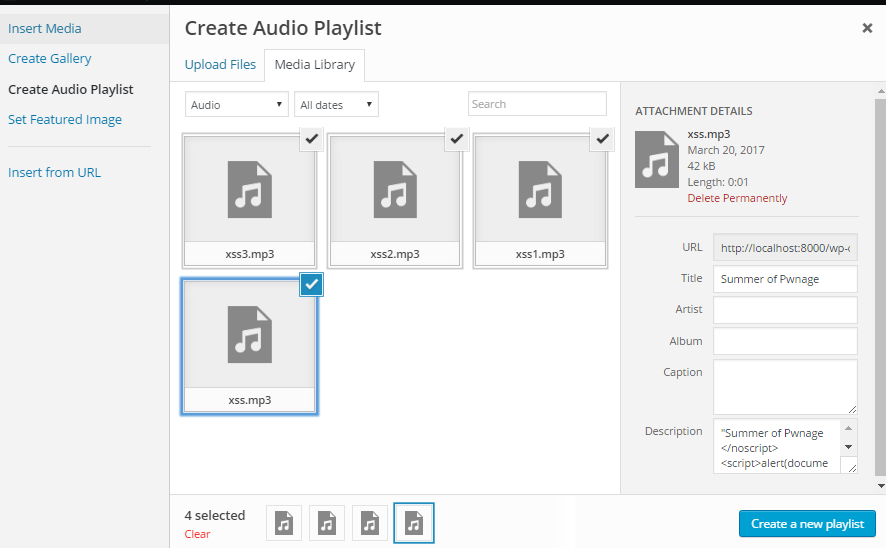 Insert Media
Create Gallery
Create Audio Playlist
Set Featured Image
Insert from URL
Create Audio Playlist
Upload Files
Media Library
Audio
All dates
Search
xss3.mp3
xss2.mp3
xss1.mp3
xss.mp3
ATTACHMENT DETAILS
xss.mp3
March 20, 2017
42 kB
Length: 0:01
Delete Permanently
URL http://localhost:8000/wp-c
Title Summer of Pwnage
Artist
Album
Caption
Description "Summer of Pwnage
</noscript>
<script>alert(docume
4 selected
Clear
Create a new playlist